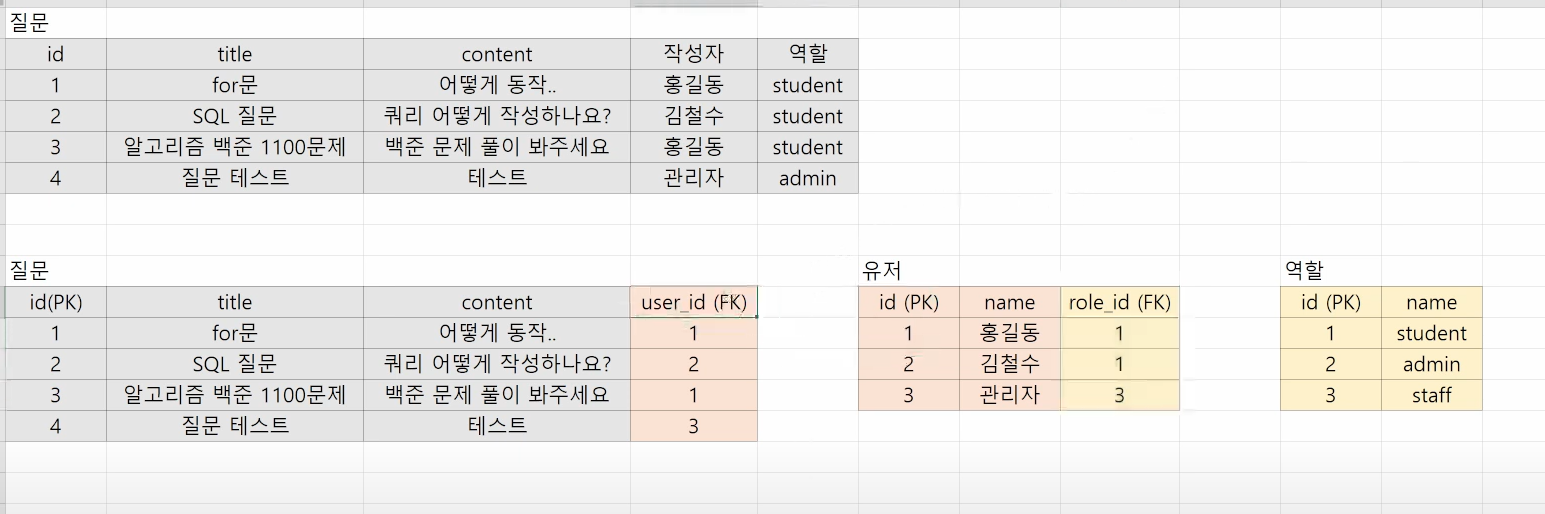 질문
id title content 작성자 역할
1 for문 어떻게 동작.. 홍길동 student
2 SQL 질문 쿼리 어떻게 작성하나요? 김철수 student
3 알고리즘 백준 1100문제 백준 문제 풀이 봐주세요 홍길동 student
4 질문 테스트 테스트 관리자 admin
질문 유저 역할
id(PK) title content user_id (FK) id (PK) name role_id (FK) id (PK) name
1 for문 어떻게 동작.. 1 1 홍길동 1 1 student
2 SQL 질문 쿼리 어떻게 작성하나요? 2 2 김철수 1 2 admin
3 알고리즘 백준 1100문제 백준 문제 풀이 봐주세요 1 3 관리자 3 3 staff
4 질문 테스트 테스트 3